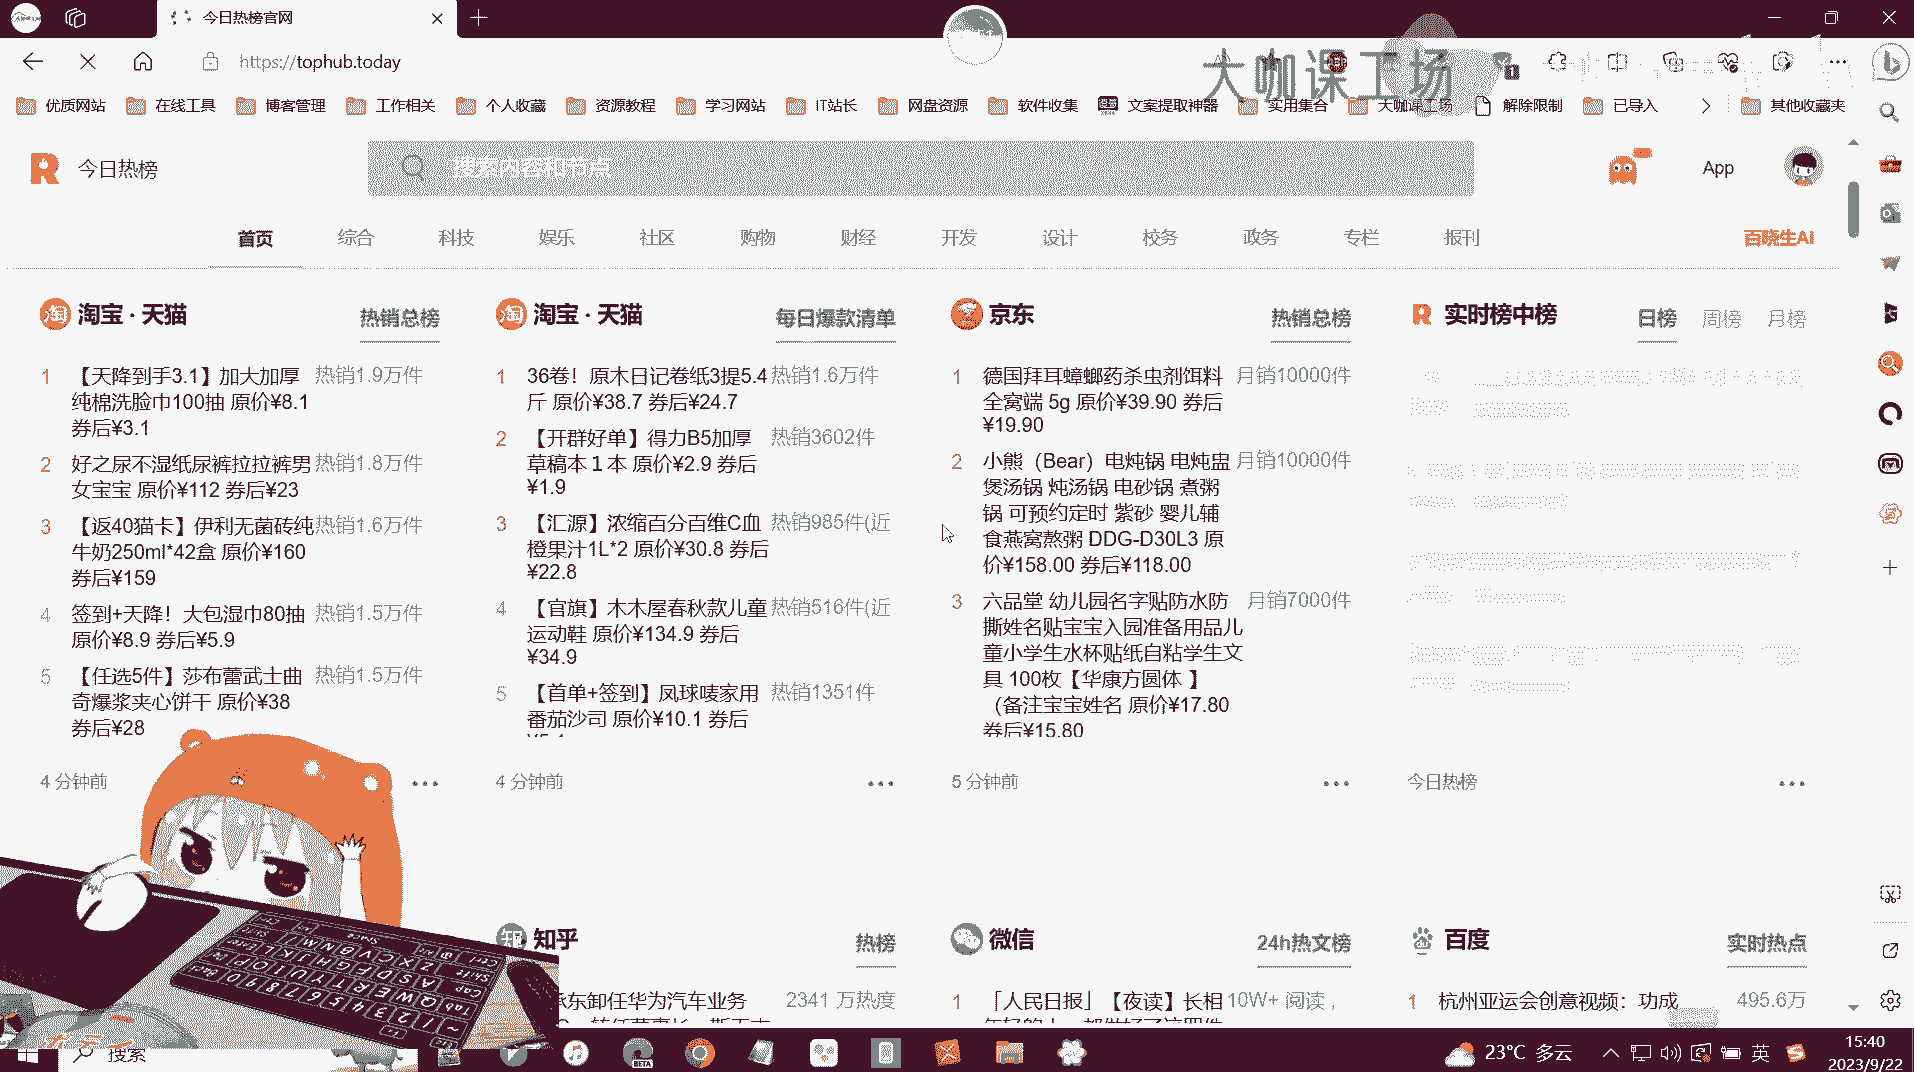 今日热榜官网
https://tophub.today
大咖课工场
优质网站 在线工具 博客管理 工作相关 个人收藏 资源教程 学习网站 IT站长 网盘资源 软件收集 文案提取神器 实用集合 大咖课工场 解除限制 已导入 其他收藏夹
今日热榜
搜索内容和节点
App
首页 综合 科技 娱乐 社区 购物 财经 开发 设计 校务 政务 专栏 报刊 百晓生AI
淘宝 · 天猫 热销总榜
1 【天降到手3.1】加大加厚 热销1.9万件
纯棉洗脸巾100抽 原价¥8.1
券后¥3.1
2 好之尿不湿纸尿裤拉拉裤男 热销1.8万件
女宝宝 原价¥112 券后¥23
3 【返40猫卡】伊利无菌砖纯 热销1.6万件
牛奶250ml*42盒 原价¥160
券后¥159
4 签到+天降！大包湿巾80抽 热销1.5万件
原价¥8.9 券后¥5.9
5 【任选5件】莎布蕾武士曲 热销1.5万件
奇爆浆夹心饼干 原价¥38
券后¥28
4 分钟前
淘宝 · 天猫 每日爆款清单
1 36卷！原木日记卷纸3提5.4 热销1.6万件
斤 原价¥38.7 券后¥24.7
2 【开群好单】得力B5加厚 热销3602件
草稿本１本 原价¥2.9 券后
¥1.9
3 【汇源】浓缩百分百维C血 热销985件(近
橙果汁1L*2 原价¥30.8 券后
¥22.8
4 【官旗】木木屋春秋款儿童 热销516件(近
运动鞋 原价¥134.9 券后
¥34.9
5 【首单+签到】凤球唛家用 热销1351件
番茄沙司 原价¥10.1 券后
4 分钟前
京东 热销总榜
1 德国拜耳蟑螂药杀虫剂饵料 月销10000件
全窝端 5g 原价¥39.90 券后
¥19.90
2 小熊（Bear）电炖锅 电炖盅 月销10000件
煲汤锅 炖汤锅 电砂锅 煮粥
锅 可预约定时 紫砂 婴儿辅
食燕窝熬粥 DDG-D30L3 原
价¥158.00 券后¥118.00
3 六品堂 幼儿园名字贴防水防 月销7000件
撕姓名贴宝宝入园准备用品儿
童小学生水杯贴纸自粘学生文
具 100枚【华康方圆体 】
（备注宝宝姓名 原价¥17.80
券后¥15.80
5 分钟前
实时榜中榜 日榜 周榜 月榜
今日热榜
知乎 热榜
东卸任华为汽车业务 2341 万热度
微信 24h热文榜
1 「人民日报」【夜读】长相 10W+ 阅读，
百度 实时热点
1 杭州亚运会创意视频：功成 495.6万
搜索
BETA
23°C 多云
英
15:40
2023/9/22